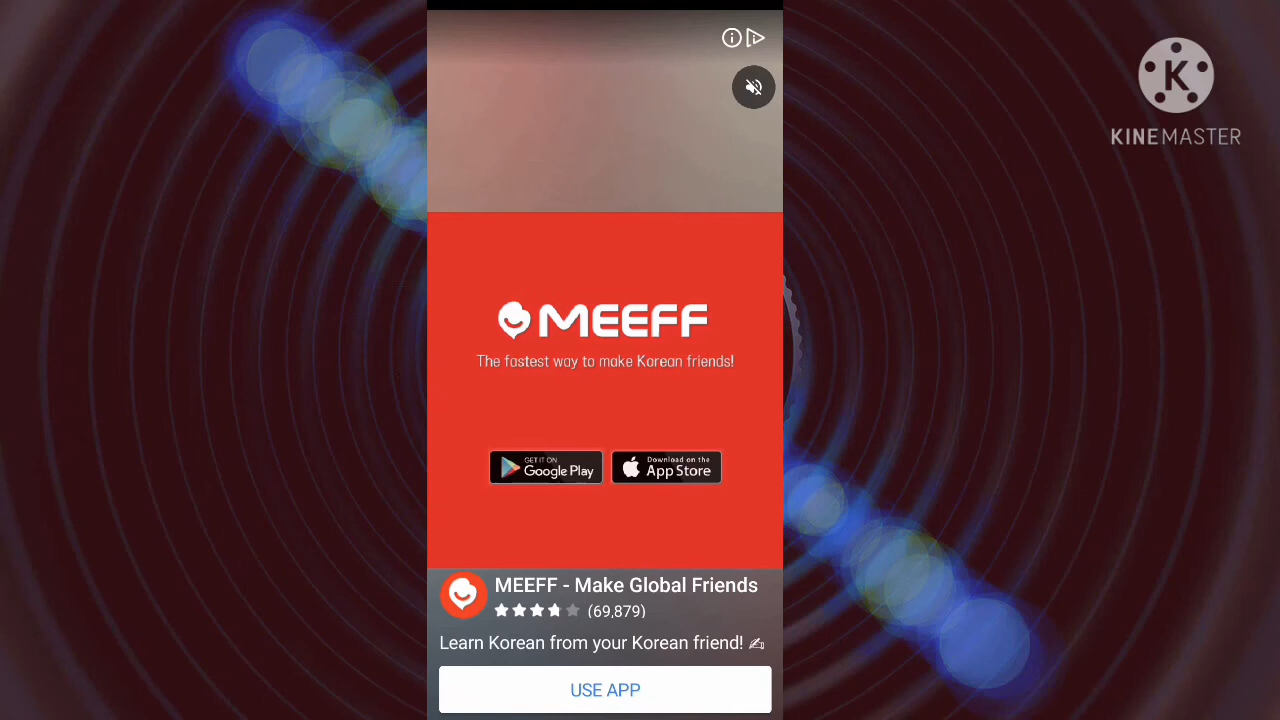 K
KINEMASTER
MEEFF
The fastest way to make Korean friends!
GET IT ON
Google Play
Download on the
App Store
MEEFF - Make Global Friends
(69,879)
Learn Korean from your Korean friend! ✍
USE APP